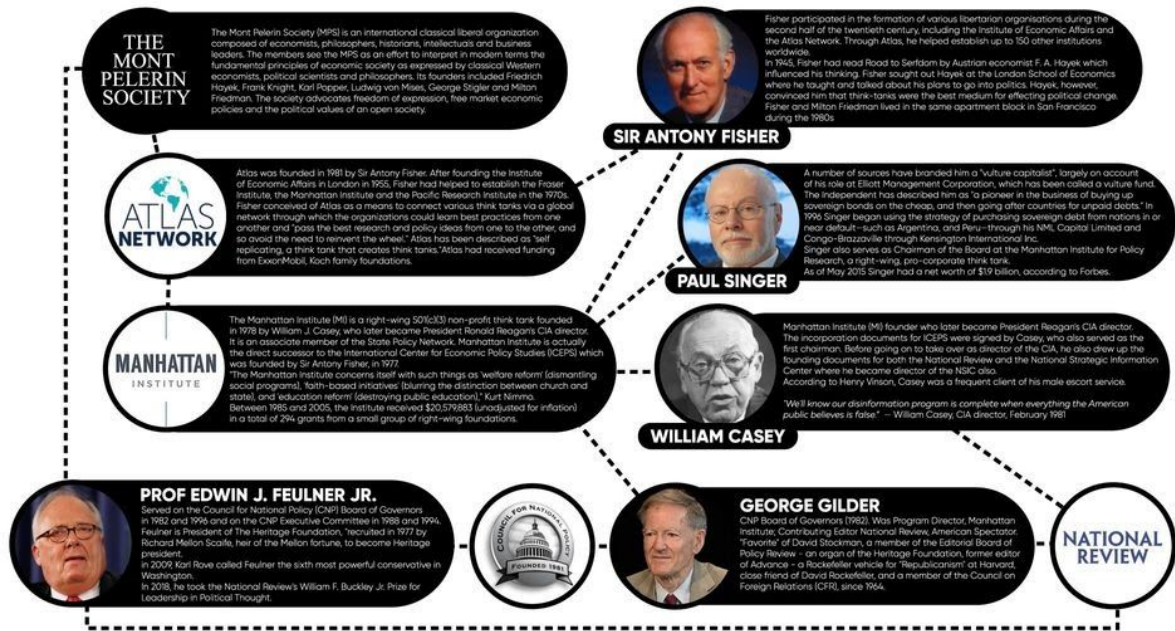 THE
MONT
PELERIN
SOCIETY
The Mont Pelerin Society (MPS) is an international classical liberal organization
composed of economists, philosophers, historians, intellectuals and business
leaders. The members see the MPS as an effort to interpret in modern terms the
fundamental principles of economic society as expressed by classical Western
economists, political scientists and philosophers. Its founders included Friedrich
Hayek, Frank Knight, Karl Popper, Ludwig von Mises, George Stigler and Milton
Friedman. The society advocates freedom of expression, free market economic
policies and the political values of an open society.
Fisher participated in the formation of various libertarian organisations during the
second half of the twentieth century, including the Institute of Economic Affairs and
the Atlas Network. Through Atlas, he helped establish up to 150 other institutions
worldwide.
In 1945, Fisher had read Road to Serfdom by Austrian economist F. A. Hayek which
influenced his thinking. Fisher sought out Hayek at the London School of Economics
where he taught and talked about his plans to go into politics. Hayek, however,
convinced him that think-tanks were the best medium for effecting political change.
Fisher and Milton Friedman lived in the same apartment block in San Francisco
during the 1980s
SIR ANTONY FISHER
ATLAS
NETWORK
Atlas was founded in 1981 by Sir Antony Fisher. After founding the Institute
of Economic Affairs in London in 1955, Fisher had helped to establish the Fraser
Institute, the Manhattan Institute and the Pacific Research Institute in the 1970s.
Fisher conceived of Atlas as a means to connect various think tanks via a global
network through which the organizations could learn best practices from one
another and "pass the best research and policy ideas from one to the other, and
so avoid the need to reinvent the wheel." Atlas has been described as "self
replicating, a think tank that creates think tanks."Atlas had received funding
from ExxonMobil, Koch family foundations.
A number of sources have branded him a "vulture capitalist", largely on account
of his role at Elliott Management Corporation, which has been called a vulture fund.
The Independent has described him as "a pioneer in the business of buying up
sovereign bonds on the cheap, and then going after countries for unpaid debts." In
1996 Singer began using the strategy of purchasing sovereign debt from nations in or
near default—such as Argentina, and Peru—through his NML Capital Limited and
Congo-Brazzaville through Kensington International Inc.
Singer also serves as Chairman of the Board at the Manhattan Institute for Policy
Research, a right-wing, pro-corporate think tank.
As of May 2015 Singer had a net worth of $1.9 billion, according to Forbes.
PAUL SINGER
MANHATTAN
INSTITUTE
The Manhattan Institute (MI) is a right-wing 501(c)(3) non-profit think tank founded
in 1978 by William J. Casey, who later became President Ronald Reagan's CIA director.
It is an associate member of the State Policy Network. Manhattan Institute is actually
the direct successor to the International Center for Economic Policy Studies (ICEPS) which
was founded by Sir Antony Fisher, in 1977.
"The Manhattan Institute concerns itself with such things as 'welfare reform' (dismantling
social programs), 'faith-based initiatives' (blurring the distinction between church and
state), and 'education reform' (destroying public education)," Kurt Nimmo.
Between 1985 and 2005, the Institute received $20,579,883 (unadjusted for inflation)
in a total of 294 grants from a small group of right-wing foundations.
Manhattan Institute (MI) founder who later became President Reagan's CIA director.
The incorporation documents for ICEPS were signed by Casey, who also served as the
first chairman. Before going on to take over as director of the CIA, he also drew up the
founding documents for both the National Review and the National Strategic Information
Center where he became director of the NSIC also.
According to Henry Vinson, Casey was a frequent client of his male escort service.
"We'll know our disinformation program is complete when everything the American
public believes is false." — William Casey, CIA director, February 1981
WILLIAM CASEY
PROF EDWIN J. FEULNER JR.
Served on the Council for National Policy (CNP) Board of Governors
in 1982 and 1996 and on the CNP Executive Committee in 1988 and 1994.
Feulner is President of The Heritage Foundation, "recruited in 1977 by
Richard Mellon Scaife, heir of the Mellon fortune, to become Heritage
president.
in 2009, Karl Rove called Feulner the sixth most powerful conservative in
Washington.
In 2018, he took the National Review's William F. Buckley Jr. Prize for
Leadership in Political Thought.
COUNCIL FOR NATIONAL POLICY
FOUNDED 1981
GEORGE GILDER
CNP Board of Governors (1982). Was Program Director, Manhattan
Institute; Contributing Editor National Review, American Spectator.
"Favorite" of David Stockman, a member of the Editorial Board of
Policy Review - an organ of the Heritage Foundation, former editor
of Advance - a Rockefeller vehicle for "Republicanism" at Harvard,
close friend of David Rockefeller, and a member of the Council on
Foreign Relations (CFR), since 1964.
NATIONAL
REVIEW